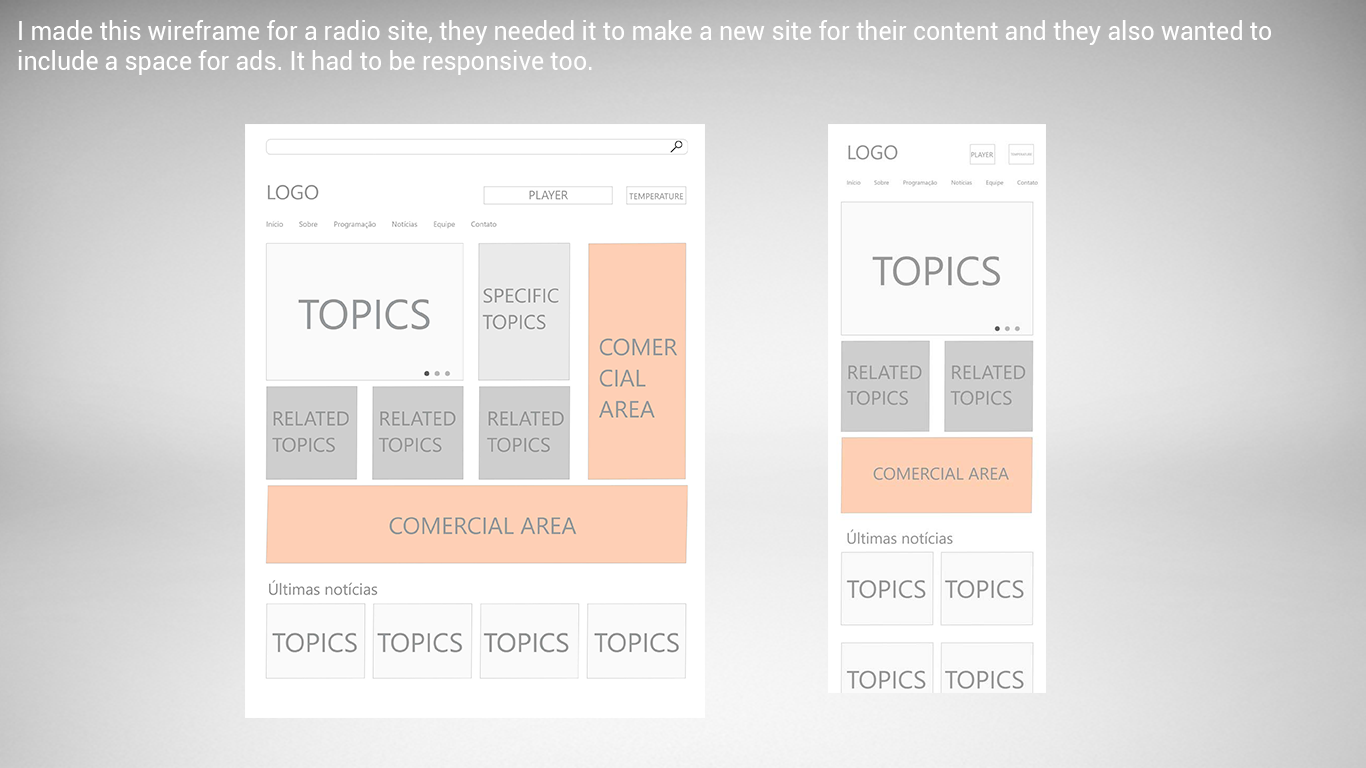 I made this wireframe for a radio site, they needed it to make a new site for their content and they also wanted to
include a space for ads. It had to be responsive too.
LOGO
PLAYER
TEMPERATURE
Início Sobre Programação Notícias Equipe Contato
TOPICS
SPECIFIC
TOPICS
COMER
CIAL
AREA
RELATED
TOPICS
RELATED
TOPICS
RELATED
TOPICS
COMERCIAL AREA
Últimas notícias
TOPICS TOPICS TOPICS TOPICS
LOGO
PLAYER
Início Sobre Programação Notícias Equipe Contato
TOPICS
RELATED
TOPICS
RELATED
TOPICS
COMERCIAL AREA
Últimas notícias
TOPICS TOPICS
TOPICS TOPICS